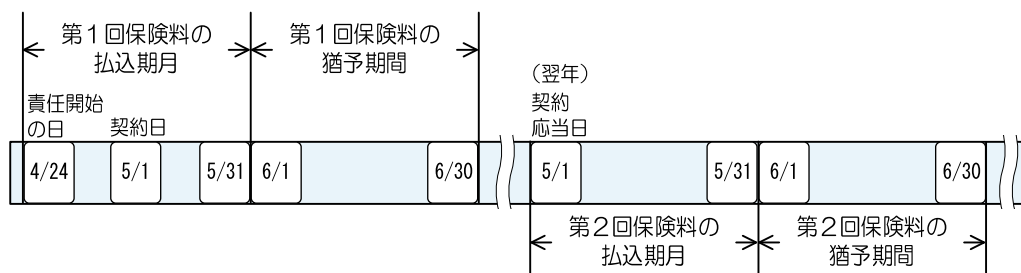 第１回保険料の
払込期月
第１回保険料の
猶予期間
責任開始
の日
契約日
（翌年）
契約
応当日
4/24
5/1
5/31
6/1
6/30
5/1
5/31
6/1
6/30
第２回保険料の
払込期月
第２回保険料の
猶予期間